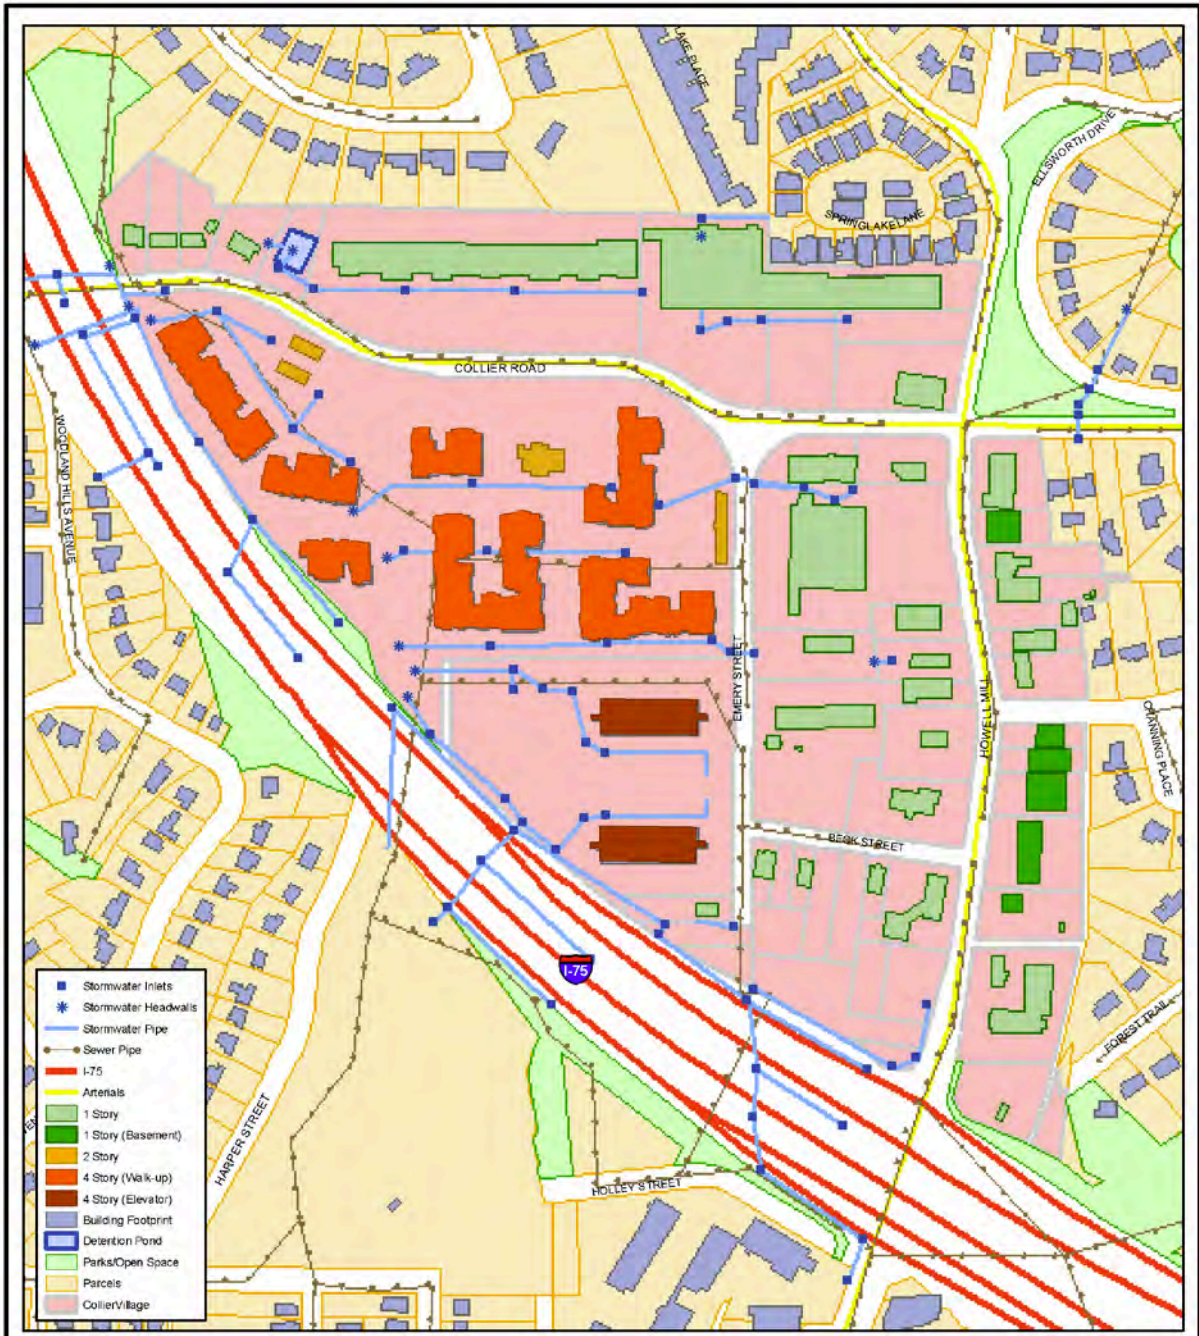 LAKE PLACE
ELLSWORTH DRIVE
SPRINGLAKE LANE
COLLIER ROAD
WOODLAND HILLS AVENUE
EMERY STREET
HOWELL MILL
CHANNING PLACE
BECK STREET
I-75
FOREST TRAIL
HARPER STREET
HOLLEY STREET
Stormwater Inlets
Stormwater Headwalls
Stormwater Pipe
Sewer Pipe
I-75
Arterials
1 Story
1 Story (Basement)
2 Story
4 Story (Walk-up)
4 Story (Elevator)
Building Footprint
Detention Pond
Parks/Open Space
Parcels
CollierVillage